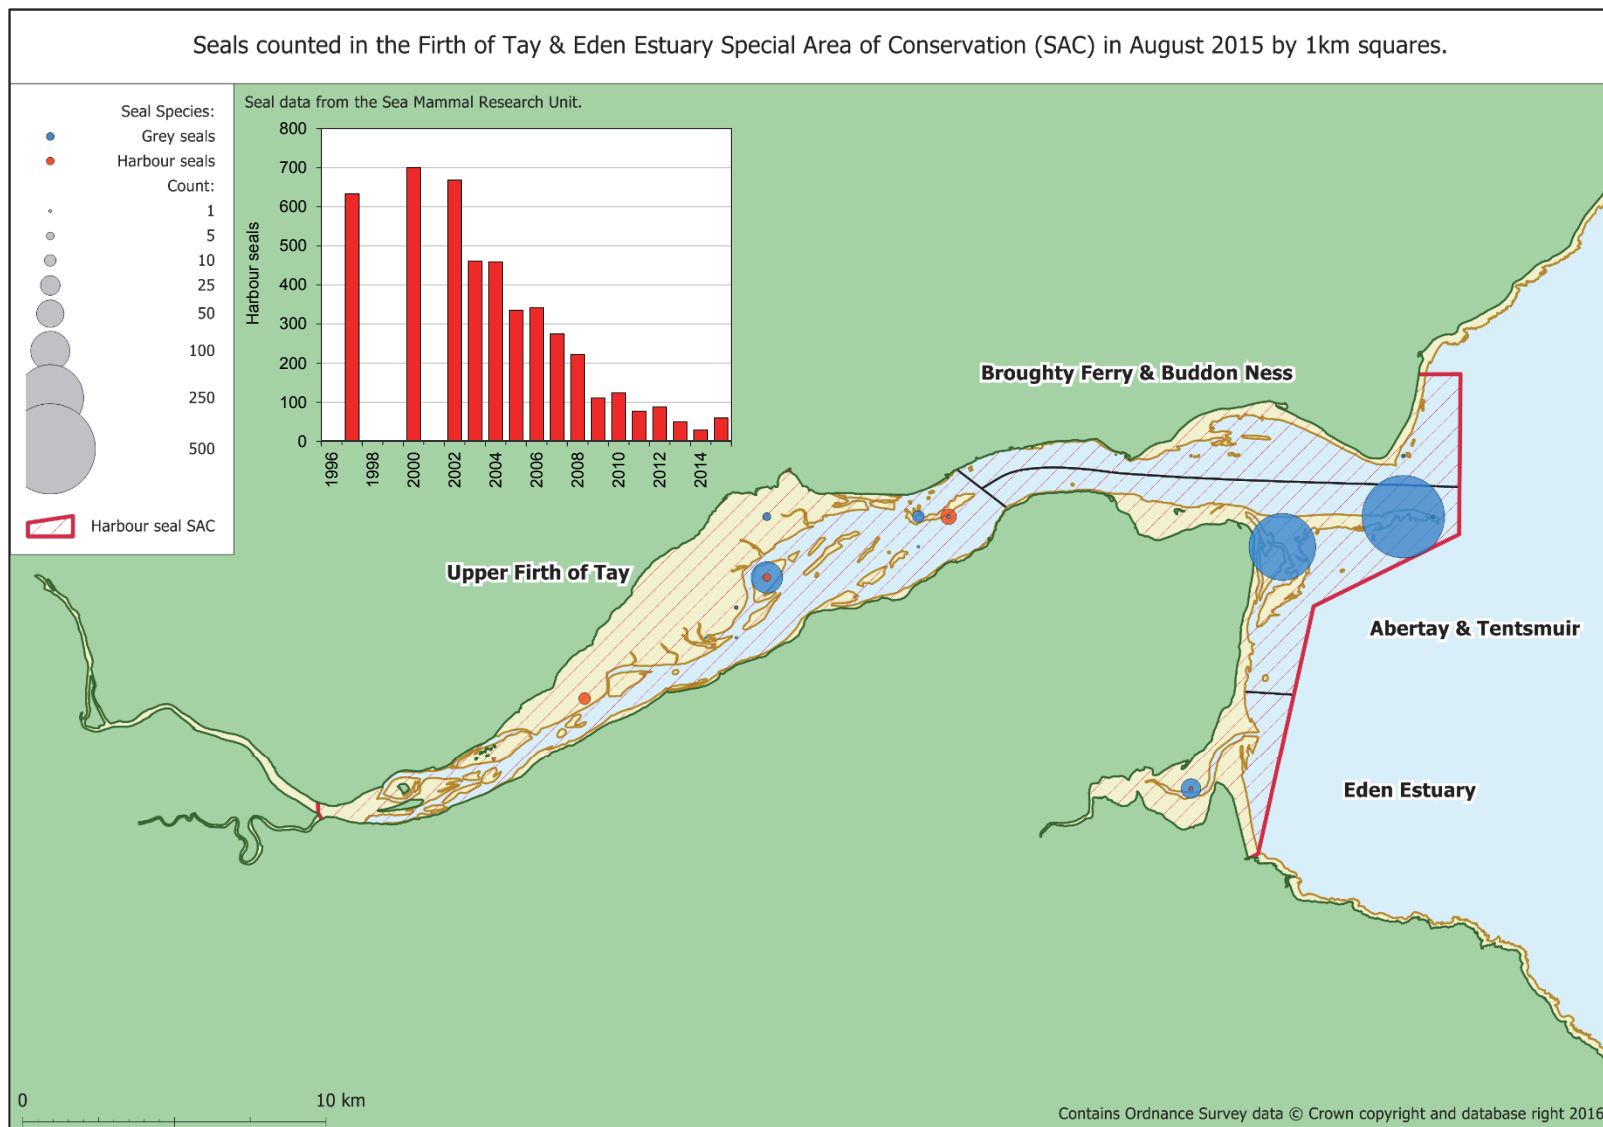 Seals counted in the Firth of Tay & Eden Estuary Special Area of Conservation (SAC) in August 2015 by 1km squares.
Seal Species:
Grey seals
Harbour seals
Count:
1
5
10
25
50
100
250
500
Harbour seal SAC
Seal data from the Sea Mammal Research Unit.
Harbour seals
800
700
600
500
400
300
200
100
0
1996
1998
2000
2002
2004
2006
2008
2010
2012
2014
Broughty Ferry & Buddon Ness
Upper Firth of Tay
Abertay & Tentsmuir
Eden Estuary
0
10 km
Contains Ordnance Survey data © Crown copyright and database right 2016